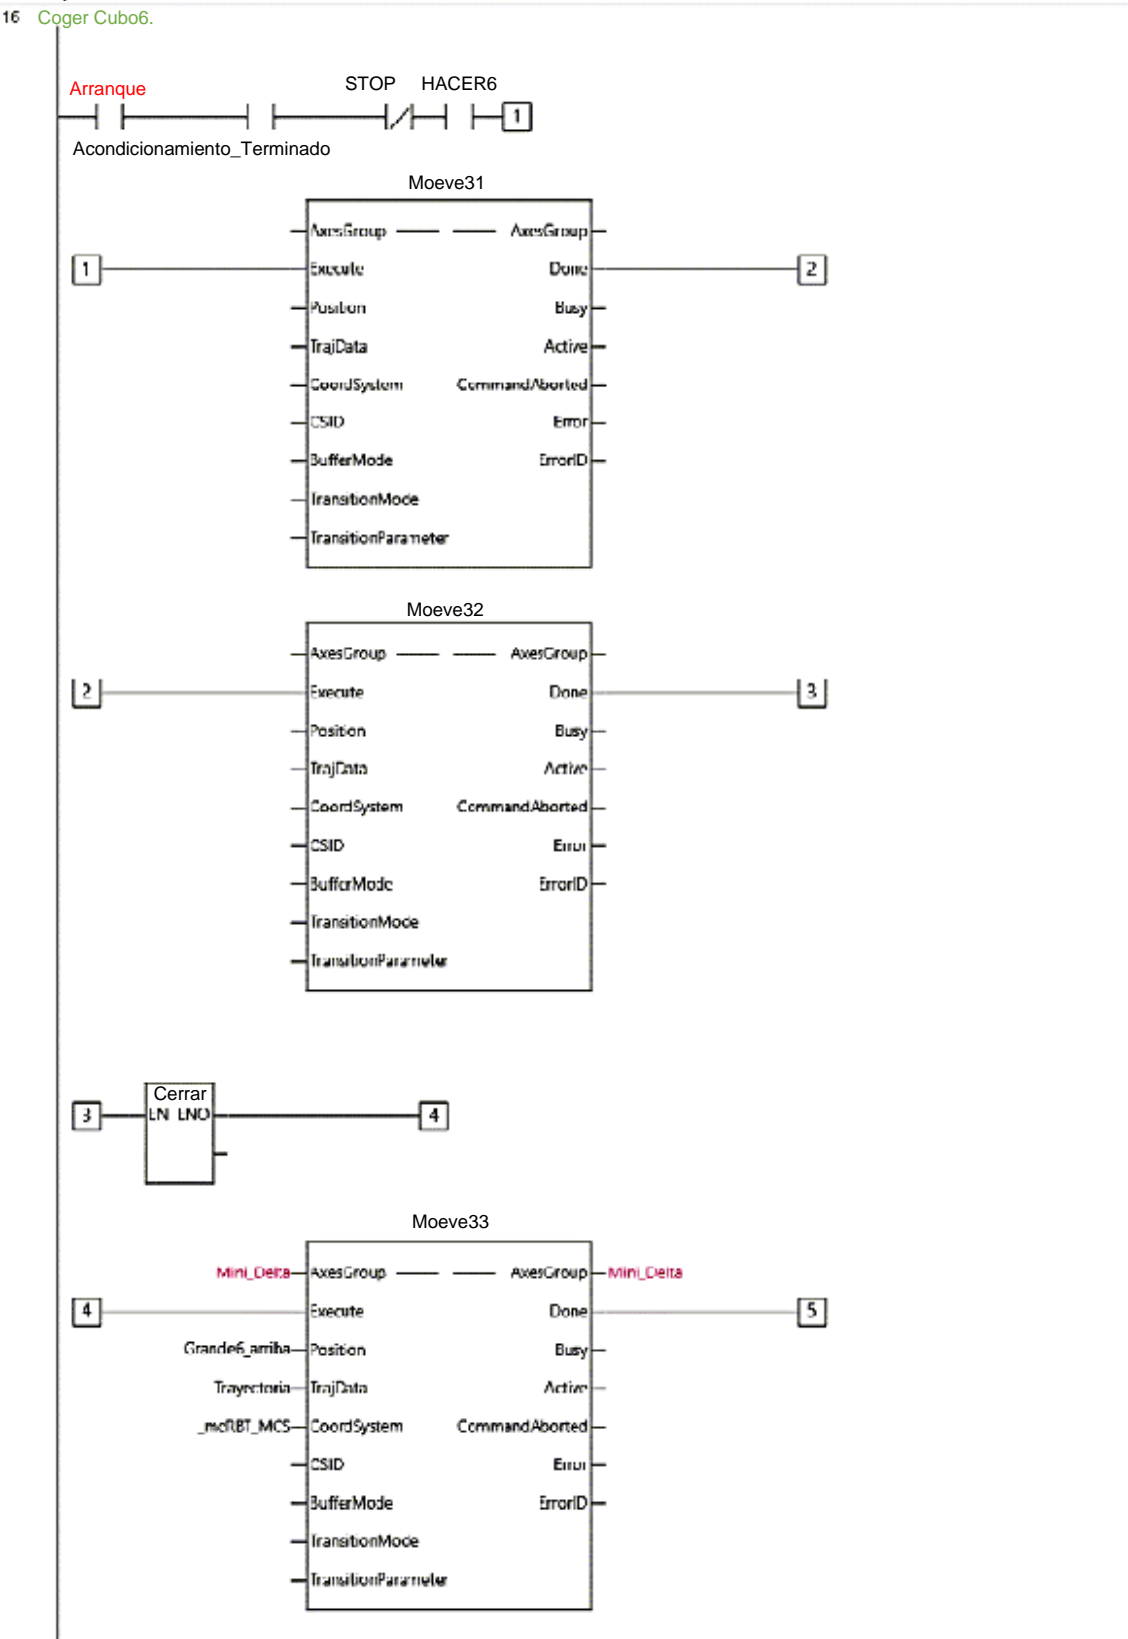 16 Coger Cubo6.
Arranque STOP HACER6
1
Acondicionamiento_Terminado
Moeve31
AxesGroup AxesGroup
1 Execute Done 2
Position Busy
TrajData Active
CoordSystem CommandAborted
CSID Error
BufferMode ErrorID
TransitionMode
TransitionParameter
Moeve32
AxesGroup AxesGroup
2 Execute Done 3
Position Busy
TrajData Active
CoordSystem CommandAborted
CSID Error
BufferMode ErrorID
TransitionMode
TransitionParameter
Cerrar
3 EN ENO 4
Moeve33
Mini_Delta AxesGroup AxesGroup Mini_Delta
4 Execute Done 5
Grande6_arriba Position Busy
Trayectoria TrajData Active
_mcRBT_MCS CoordSystem CommandAborted
CSID Error
BufferMode ErrorID
TransitionMode
TransitionParameter